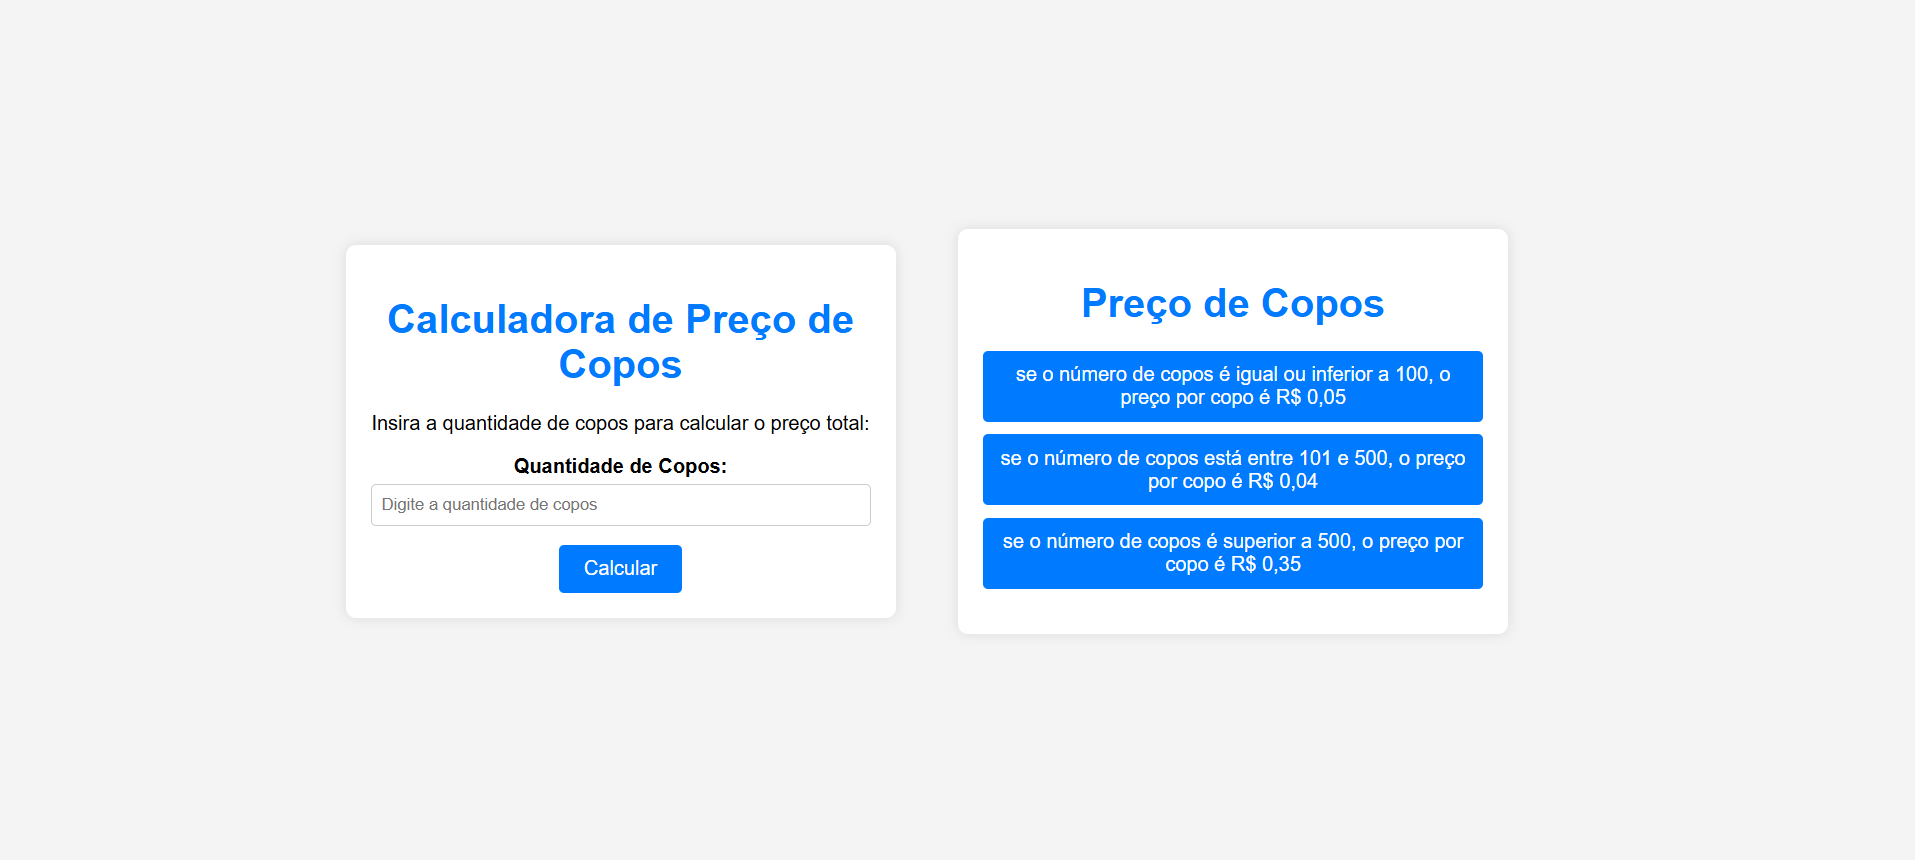 Calculadora de Preço de
Copos
Insira a quantidade de copos para calcular o preço total:
Quantidade de Copos:
Digite a quantidade de copos
Calcular
Preço de Copos
se o número de copos é igual ou inferior a 100, o
preço por copo é R$ 0,05
se o número de copos está entre 101 e 500, o preço
por copo é R$ 0,04
se o número de copos é superior a 500, o preço por
copo é R$ 0,35